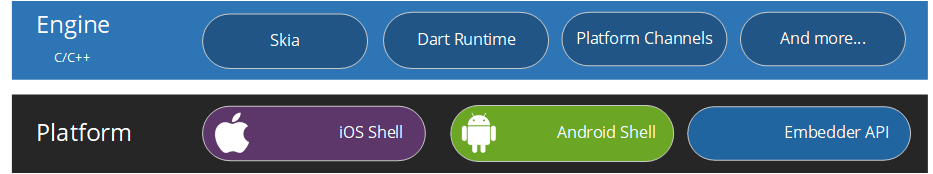 Engine
C/C++
Skia
Dart Runtime
Platform Channels
And more...
Platform
iOS Shell
Android Shell
Embedder API